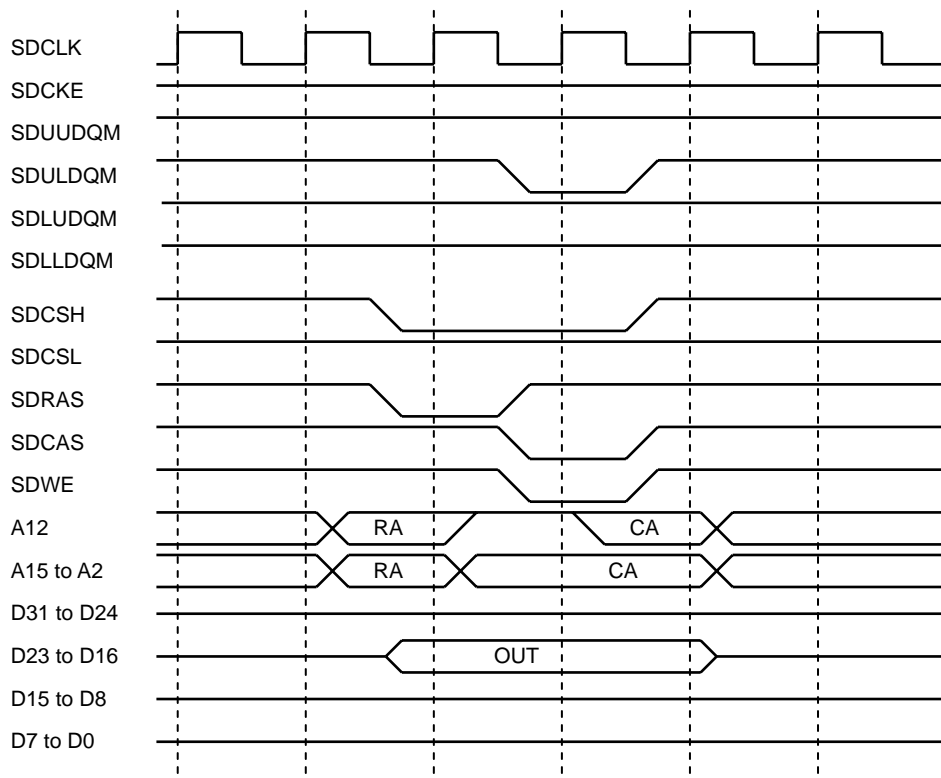 SDCLK
SDCKE
SDUUDQM
SDULDQM
SDLUDQM
SDLLDQM
SDCSH
SDCSL
SDRAS
SDCAS
SDWE
A12 RA CA
A15 to A2 RA CA
D31 to D24
D23 to D16 OUT
D15 to D8
D7 to D0